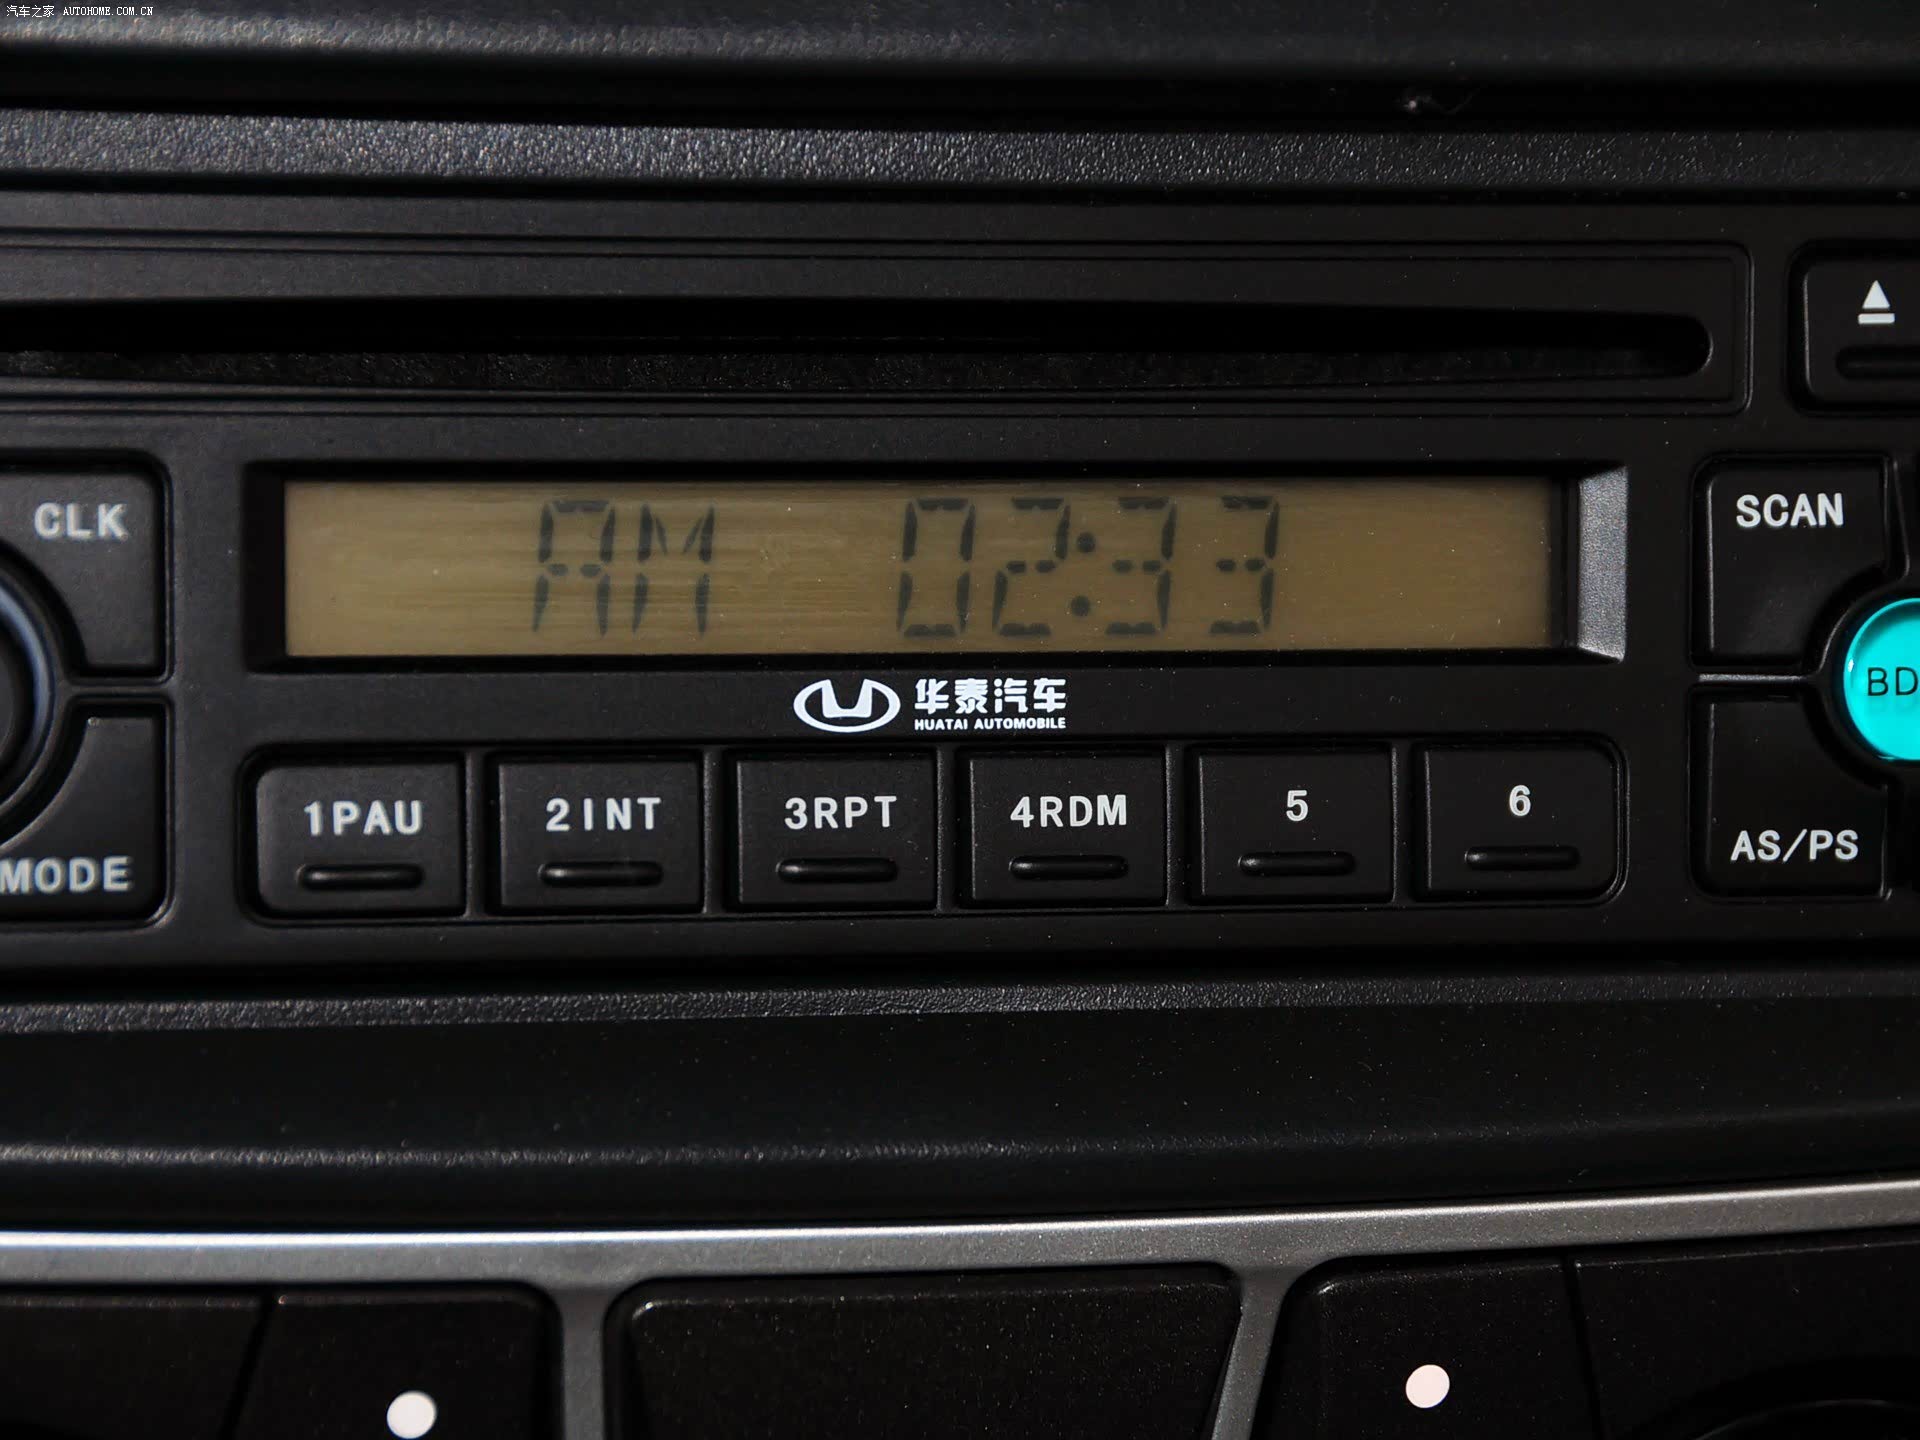 汽车之家 AUTOHOME.COM.CN
CLK
AM 02:33
SCAN
BD
华泰汽车
HUATAI AUTOMOBILE
1PAU 2INT 3RPT 4RDM 5 6
MODE
AS/PS